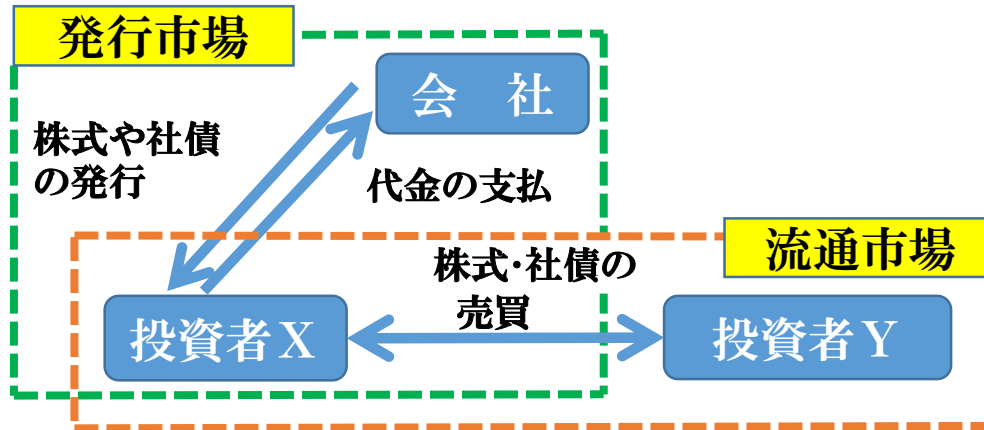 発行市場
会　社
株式や社債
の発行
代金の支払
流通市場
株式･社債の
売買
投資者Ｘ
投資者Ｙ